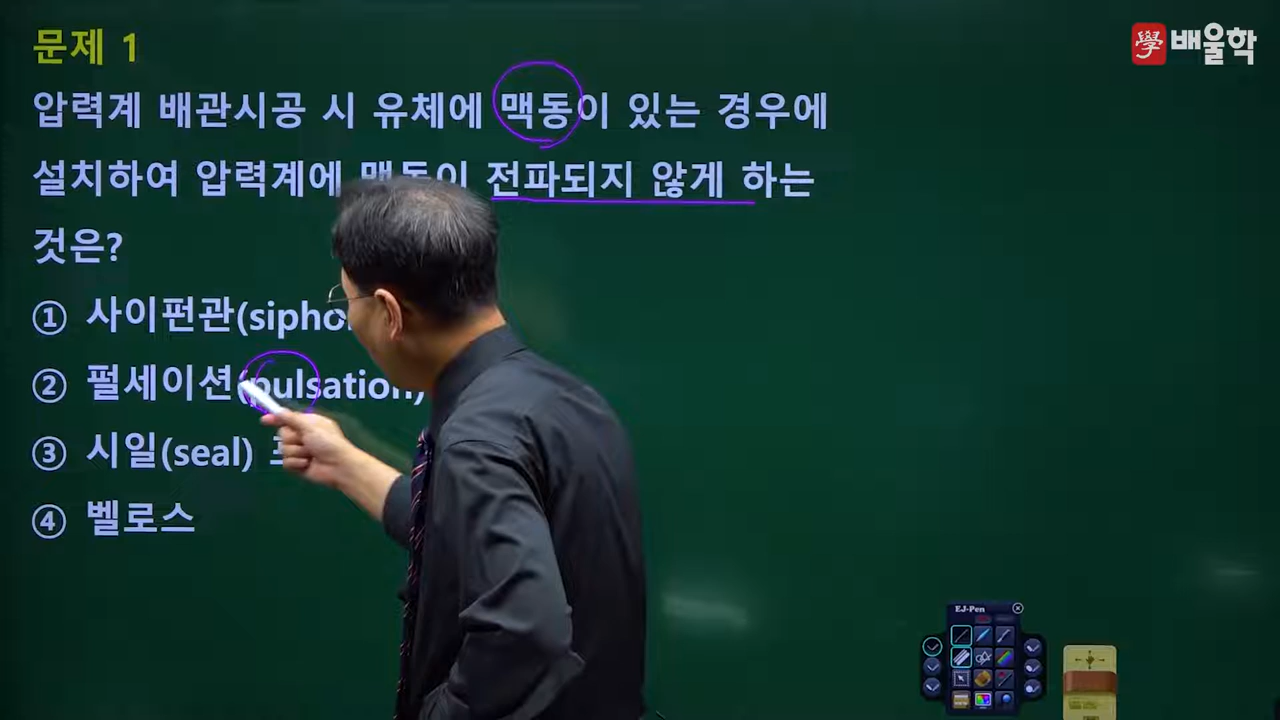 문제 1
學 배울학
압력계 배관시공 시 유체에 맥동이 있는 경우에
설치하여 압력계에 맥동이 전파되지 않게 하는
것은?
① 사이펀관
② 펄세이션(pulsation)
③ 시일(seal)
④ 벨로스
EJ-Pen